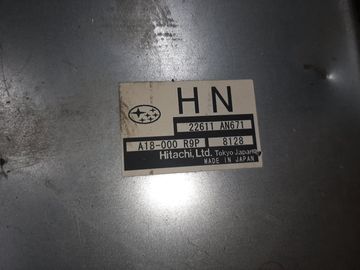 HN
22611 AN671
A18-000 R0P 8128
Hitachi, Ltd. Tokyo Japan
MADE IN JAPAN